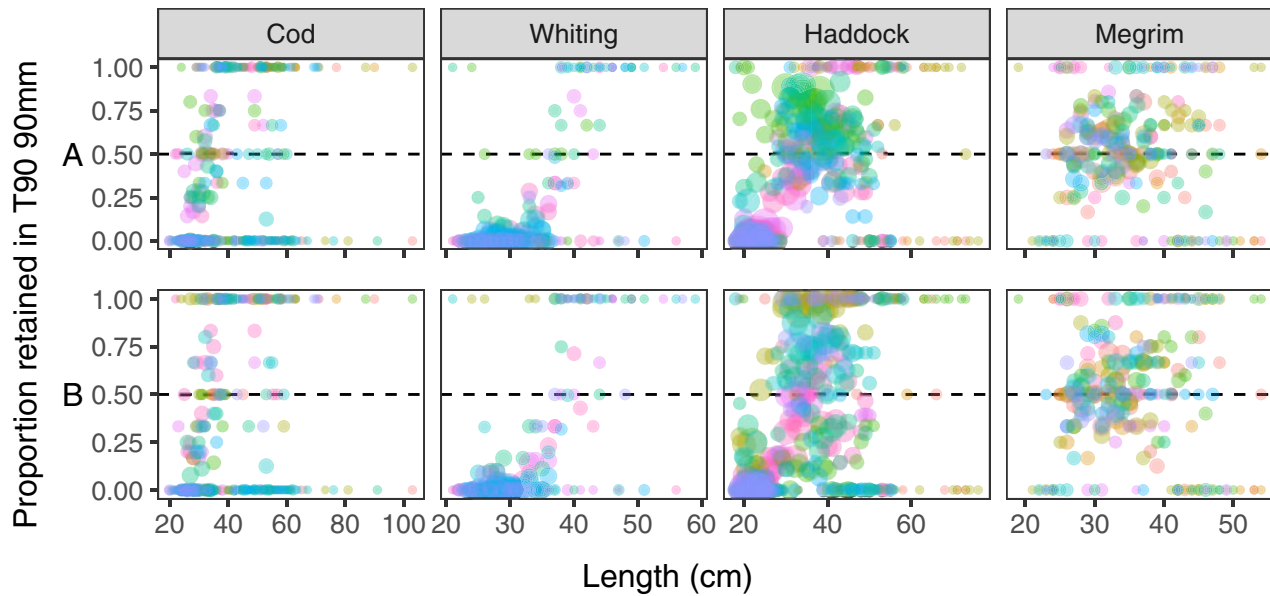 Cod Whiting Haddock Megrim
Proportion retained in T90 90mm
A
1.00
0.75
0.50
0.25
0.00
B
1.00
0.75
0.50
0.25
0.00
20 40 60 80 100 20 30 40 50 60 20 40 60 20 30 40 50
Length (cm)